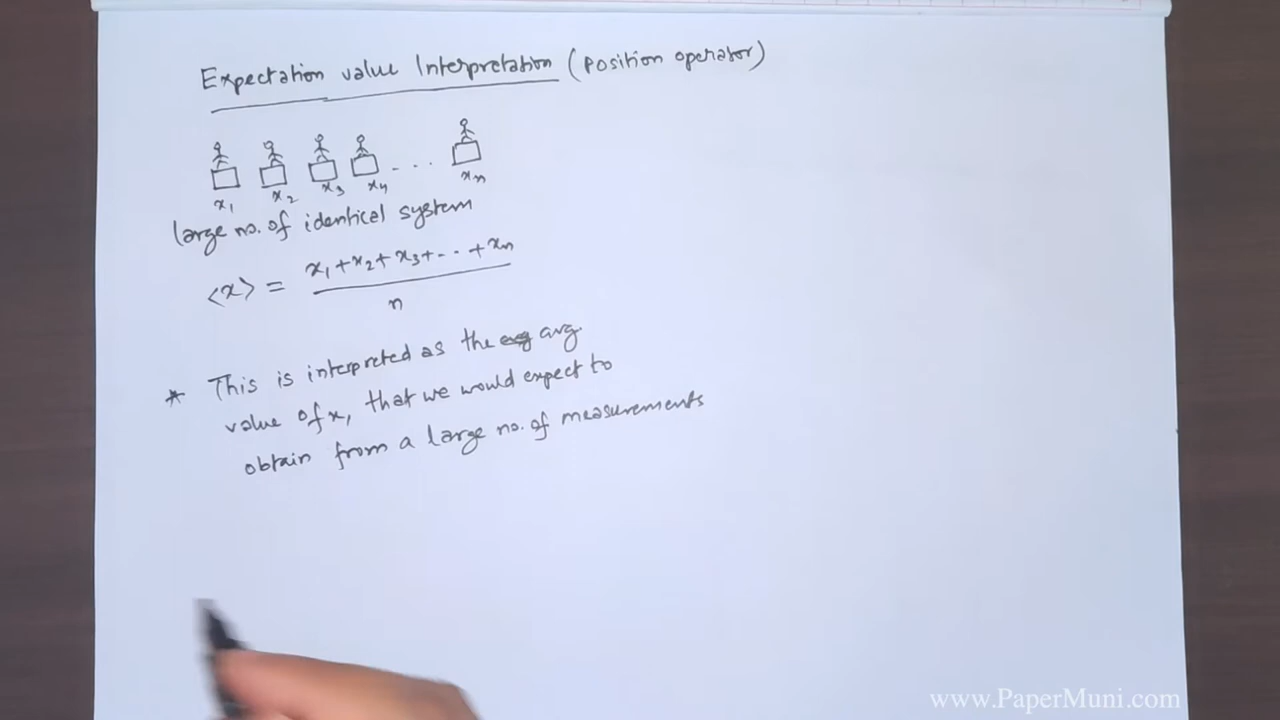 Expectation value Interpretation (position operator)
x₁ x₂ x₃ x₄ . . . xₙ
large no. of identical system
<x> = x₁+x₂+x₃+-..+xₙ
n
* This is interpreted as the avg avg.
value of x, that we would expect to
obtain from a large no. of measurements
www.PaperMuni.com